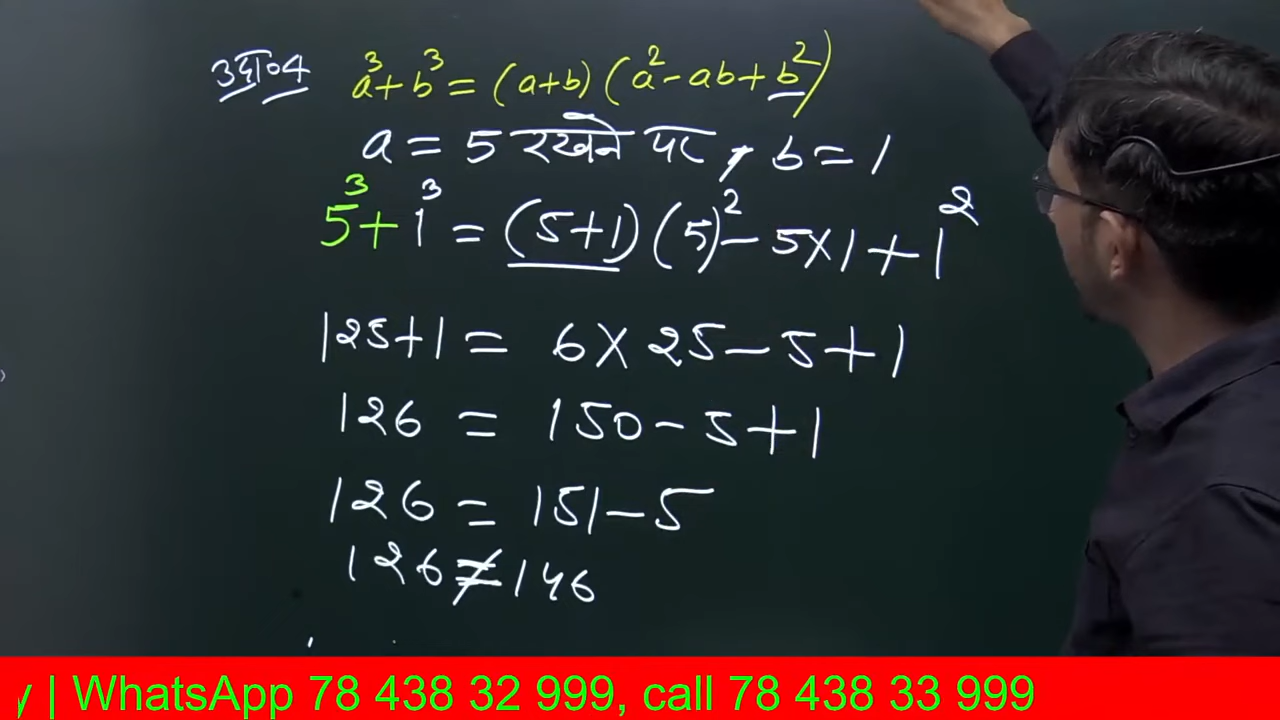 उदा०4 a³+b³ = (a+b) (a²-ab+b²)
a = 5 रखने पर, b = 1
5³+1³ = (5+1) (5)²- 5×1+1²
125+1 = 6×25-5+1
126 = 150-5+1
126 = 151-5
126≠146
y | WhatsApp 78 438 32 999, call 78 438 33 999